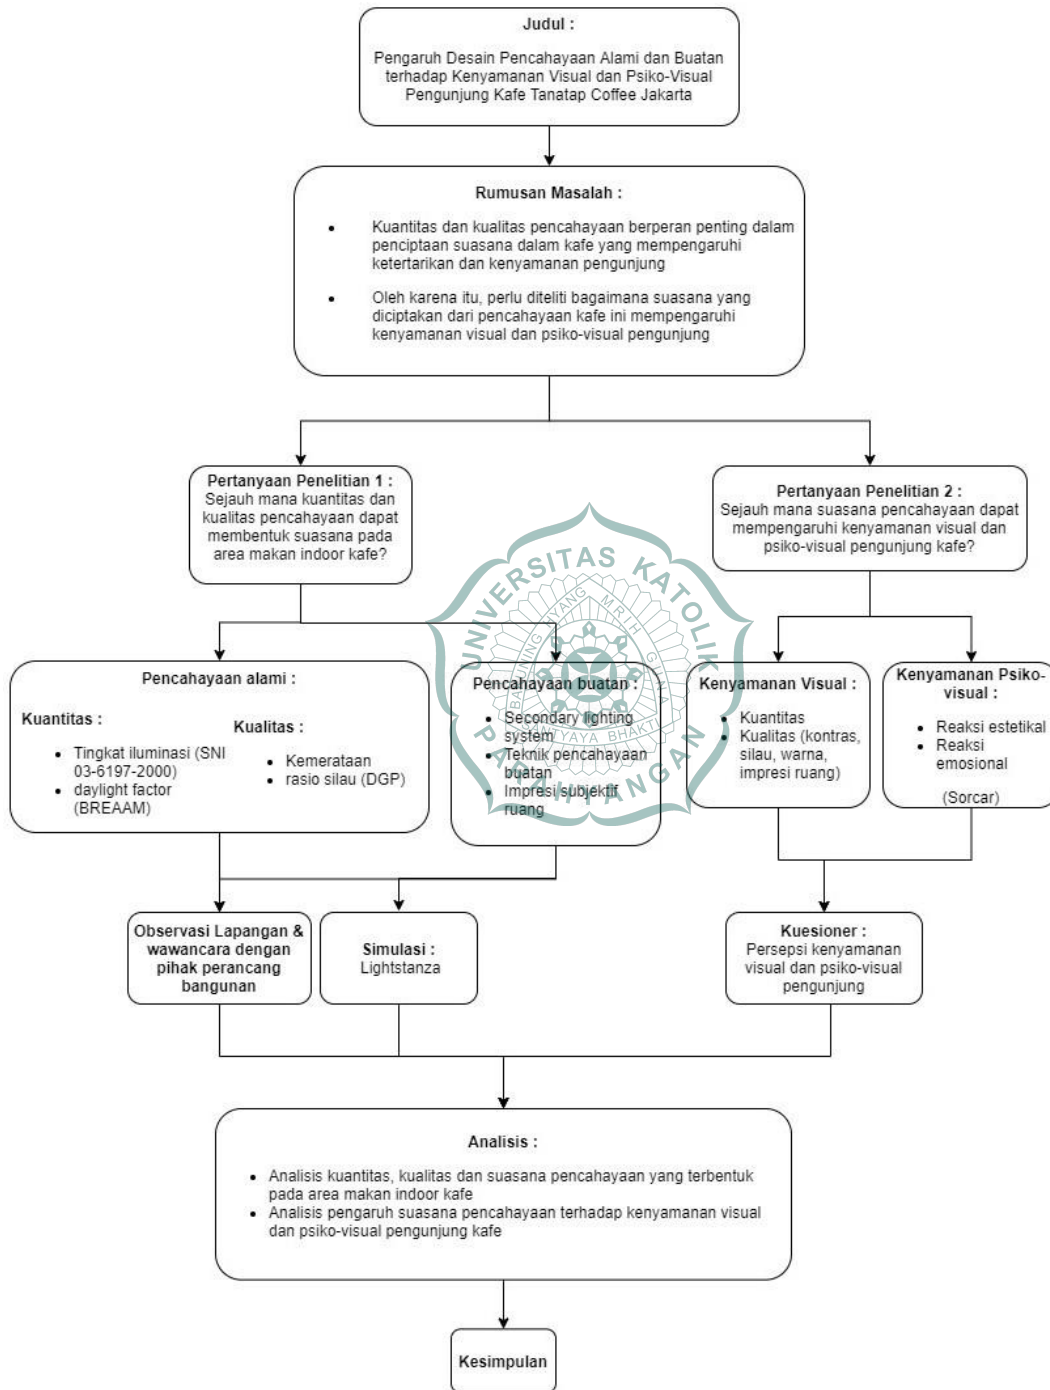 Judul :
Pengaruh Desain Pencahayaan Alami dan Buatan
terhadap Kenyamanan Visual dan Psiko-Visual
Pengunjung Kafe Tanatap Coffee Jakarta
Rumusan Masalah :
• Kuantitas dan kualitas pencahayaan berperan penting dalam
penciptaan suasana dalam kafe yang mempengaruhi
ketertarikan dan kenyamanan pengunjung
• Oleh karena itu, perlu diteliti bagaimana suasana yang
diciptakan dari pencahayaan kafe ini mempengaruhi
kenyamanan visual dan psiko-visual pengunjung
Pertanyaan Penelitian 1 :
Sejauh mana kuantitas dan
kualitas pencahayaan dapat
membentuk suasana pada
area makan indoor kafe?
Pertanyaan Penelitian 2 :
Sejauh mana suasana pencahayaan dapat
mempengaruhi kenyamanan visual dan
psiko-visual pengunjung kafe?
UNIVERSITAS KATOLIK
PARAHYANGAN
BAKUNING HYANG MRIH GUNA
SANTYAYA BHAKTI
Pencahayaan alami :
Kuantitas :
• Tingkat iluminasi (SNI
03-6197-2000)
• daylight factor
(BREAAM)
Kualitas :
• Kemerataan
• rasio silau (DGP)
Pencahayaan buatan :
• Secondary lighting
system
• Teknik pencahayaan
buatan
• Impresi subjektif
ruang
Kenyamanan Visual :
• Kuantitas
• Kualitas (kontras,
silau, warna,
impresi ruang)
Kenyamanan Psiko-
visual :
• Reaksi estetikal
• Reaksi
emosional
(Sorcar)
Observasi Lapangan &
wawancara dengan
pihak perancang
bangunan
Simulasi :
Lightstanza
Kuesioner :
Persepsi kenyamanan
visual dan psiko-visual
pengunjung
Analisis :
• Analisis kuantitas, kualitas dan suasana pencahayaan yang terbentuk
pada area makan indoor kafe
• Analisis pengaruh suasana pencahayaan terhadap kenyamanan visual
dan psiko-visual pengunjung kafe
Kesimpulan